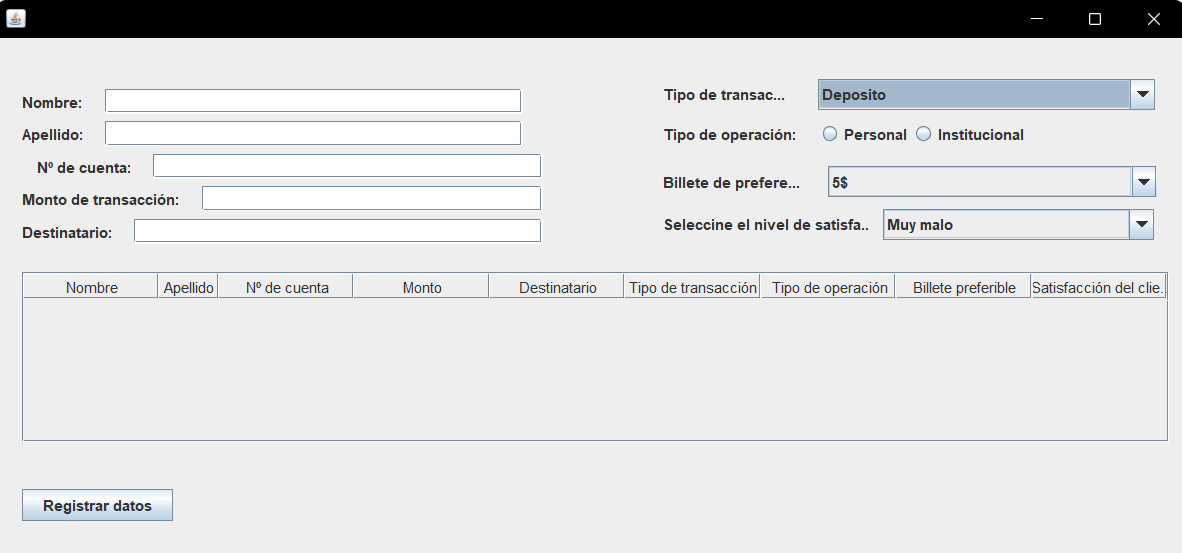 Nombre:
Apellido:
Nº de cuenta:
Monto de transacción:
Destinatario:
Tipo de transac...
Deposito
Tipo de operación:
Personal
Institucional
Billete de prefere...
5$
Seleccine el nivel de satisfa..
Muy malo
Nombre Apellido Nº de cuenta Monto Destinatario Tipo de transacción Tipo de operación Billete preferible Satisfacción del clie..
Registrar datos